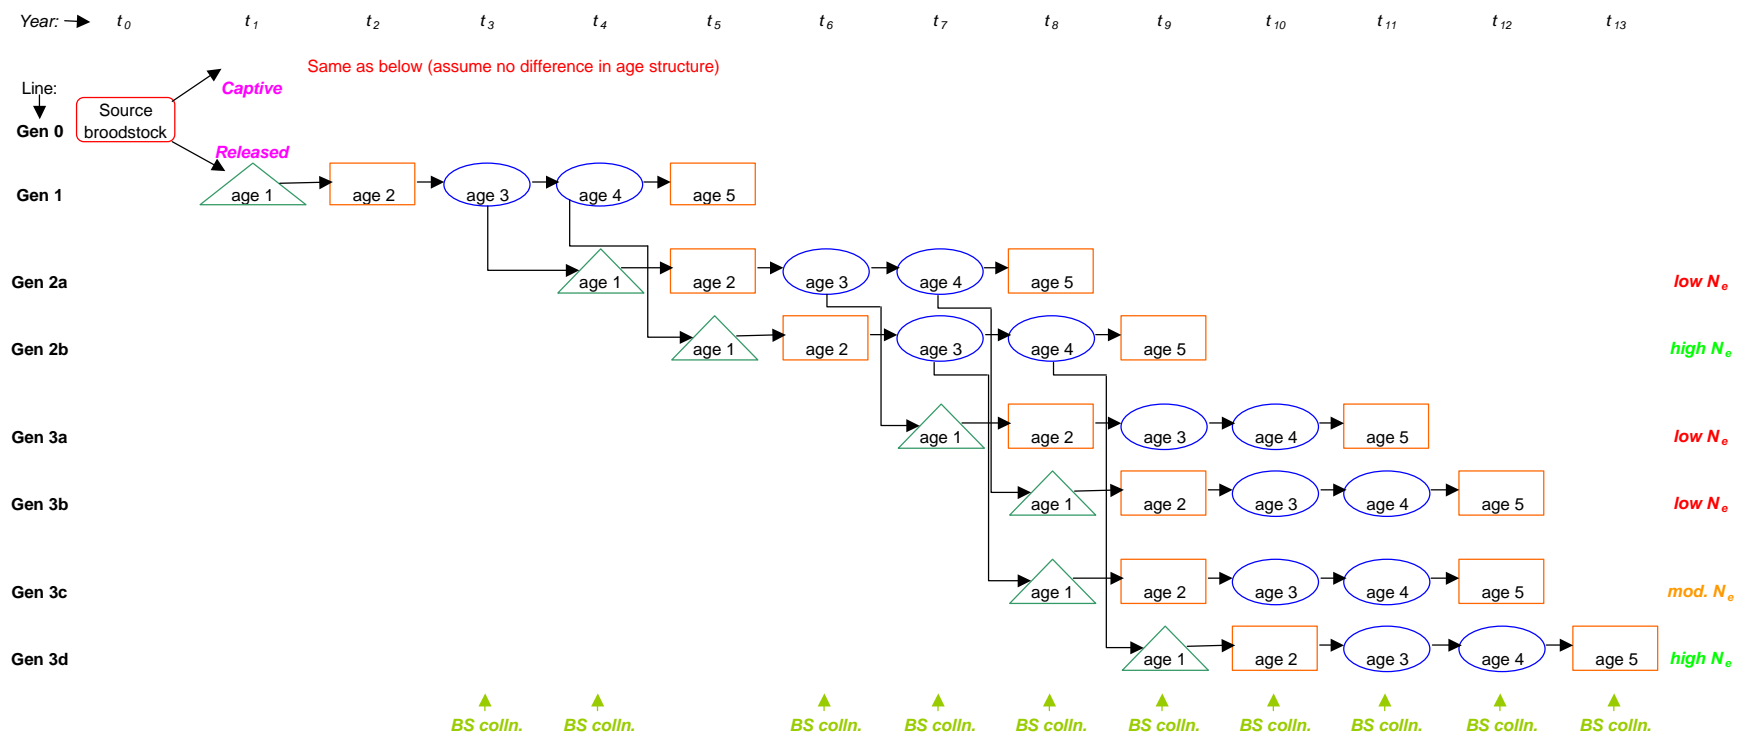 Year: t0 t1 t2 t3 t4 t5 t6 t7 t8 t9 t10 t11 t12 t13
Same as below (assume no difference in age structure)
Line: Captive
Source
Gen 0 broodstock
Released
Gen 1 age 1 age 2 age 3 age 4 age 5
Gen 2a age 1 age 2 age 3 age 4 age 5 low Ne
Gen 2b age 1 age 2 age 3 age 4 age 5 high Ne
Gen 3a age 1 age 2 age 3 age 4 age 5 low Ne
Gen 3b age 1 age 2 age 3 age 4 age 5 low Ne
Gen 3c age 1 age 2 age 3 age 4 age 5 mod. Ne
Gen 3d age 1 age 2 age 3 age 4 age 5 high Ne
BS colln. BS colln. BS colln. BS colln. BS colln. BS colln. BS colln. BS colln. BS colln. BS colln.